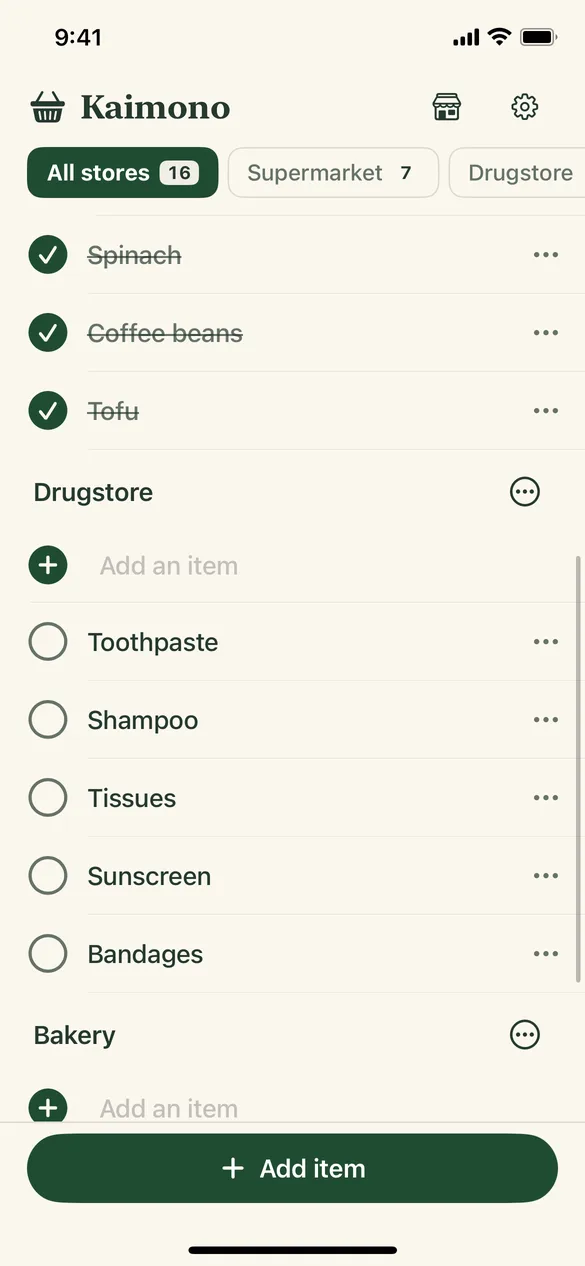 9:41
Kaimono
All stores 16
Supermarket 7
Drugstore
Spinach
Coffee beans
Tofu
Drugstore
Add an item
Toothpaste
Shampoo
Tissues
Sunscreen
Bandages
Bakery
Add an item
Add item